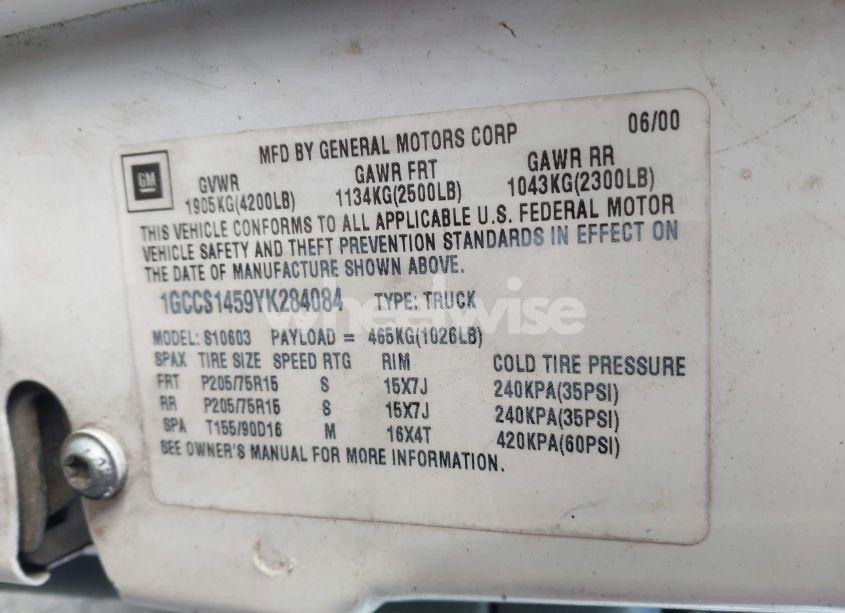 MFD BY GENERAL MOTORS CORP 06/00
GM
GVWR GAWR FRT GAWR RR
1905KG(4200LB) 1134KG(2500LB) 1043KG(2300LB)
THIS VEHICLE CONFORMS TO ALL APPLICABLE U.S. FEDERAL MOTOR
VEHICLE SAFETY AND THEFT PREVENTION STANDARDS IN EFFECT ON
THE DATE OF MANUFACTURE SHOWN ABOVE.
1GCCS1459YK284084 TYPE: TRUCK
wheelwise
MODEL: S10603 PAYLOAD = 465KG(1026LB)
SPAX TIRE SIZE SPEED RTG RIM COLD TIRE PRESSURE
FRT P205/75R15 S 15X7J 240KPA(35PSI)
RR P205/75R15 S 15X7J 240KPA(35PSI)
SPA T155/90D16 M 16X4T 420KPA(60PSI)
SEE OWNER'S MANUAL FOR MORE INFORMATION.